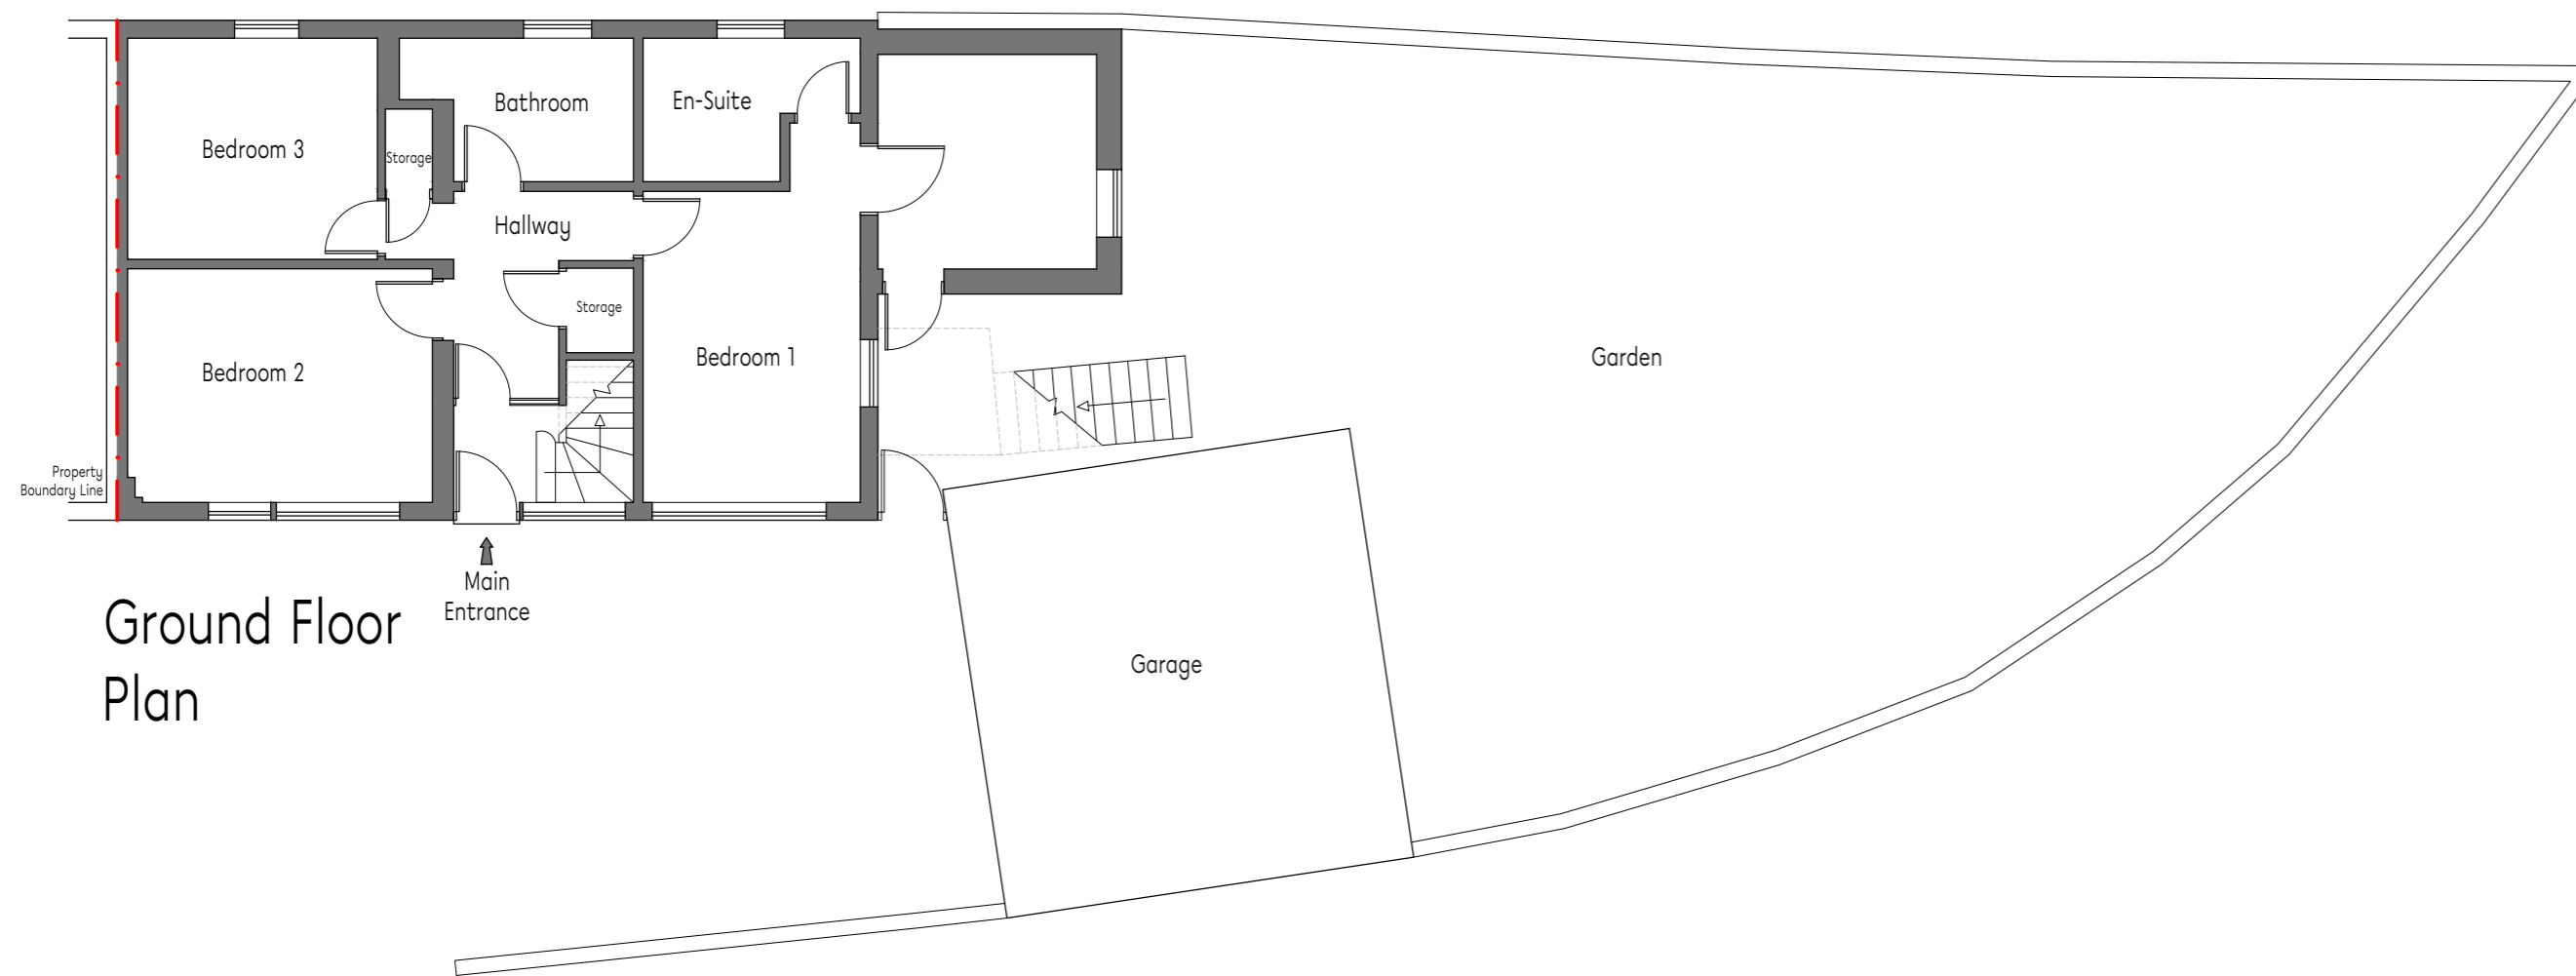 Bathroom
En-Suite
Bedroom 3
Storage
Hallway
Storage
Bedroom 2
Bedroom 1
Garden
Property
Boundary Line
Main
Entrance
Ground Floor
Plan
Garage